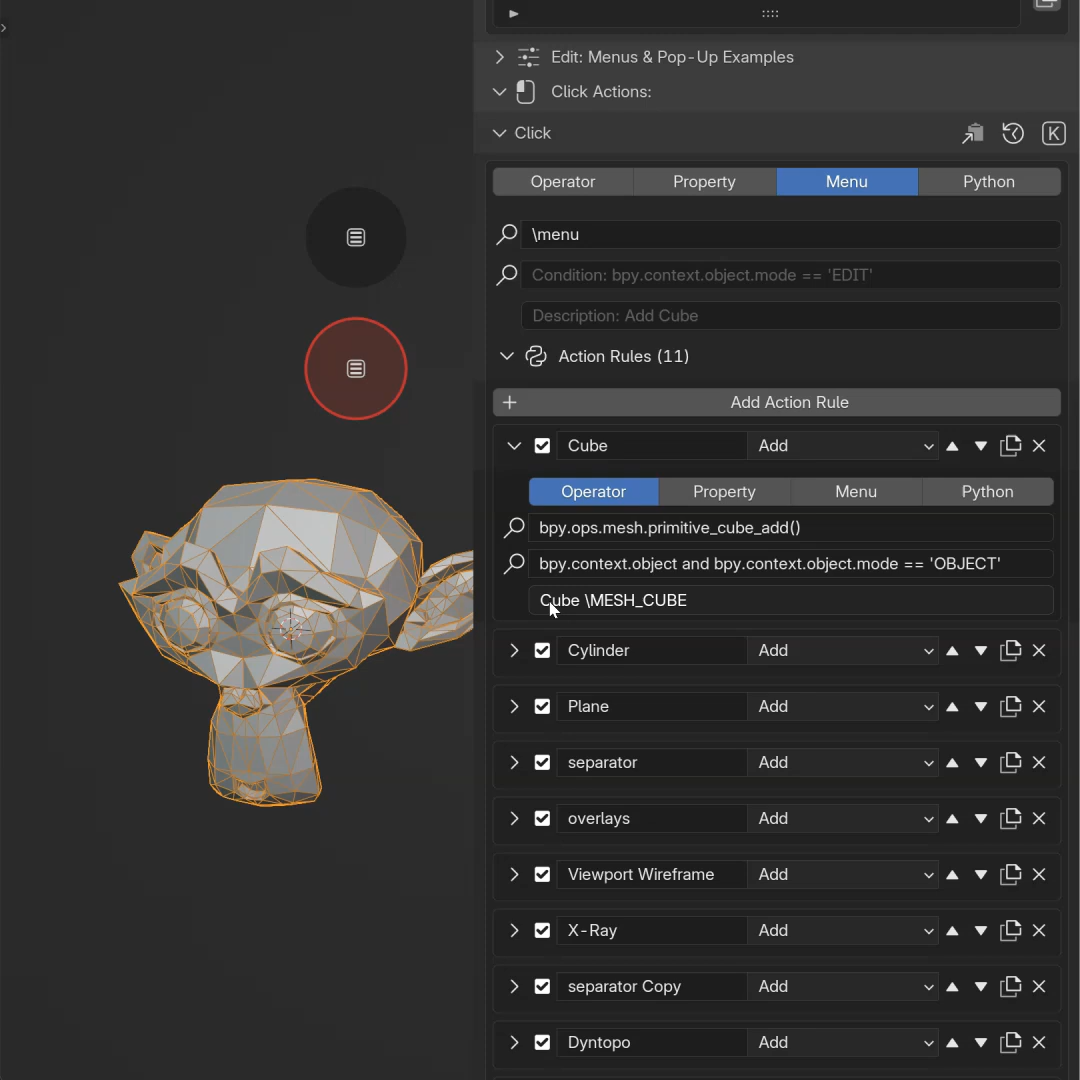 Edit: Menus & Pop-Up Examples
Click Actions:
Click
K
Operator Property Menu Python
\menu
Condition: bpy.context.object.mode == 'EDIT'
Description: Add Cube
Action Rules (11)
Add Action Rule
Cube Add
Operator Property Menu Python
bpy.ops.mesh.primitive_cube_add()
bpy.context.object and bpy.context.object.mode == 'OBJECT'
Cube \MESH_CUBE
Cylinder Add
Plane Add
separator Add
overlays Add
Viewport Wireframe Add
X-Ray Add
separator Copy Add
Dyntopo Add